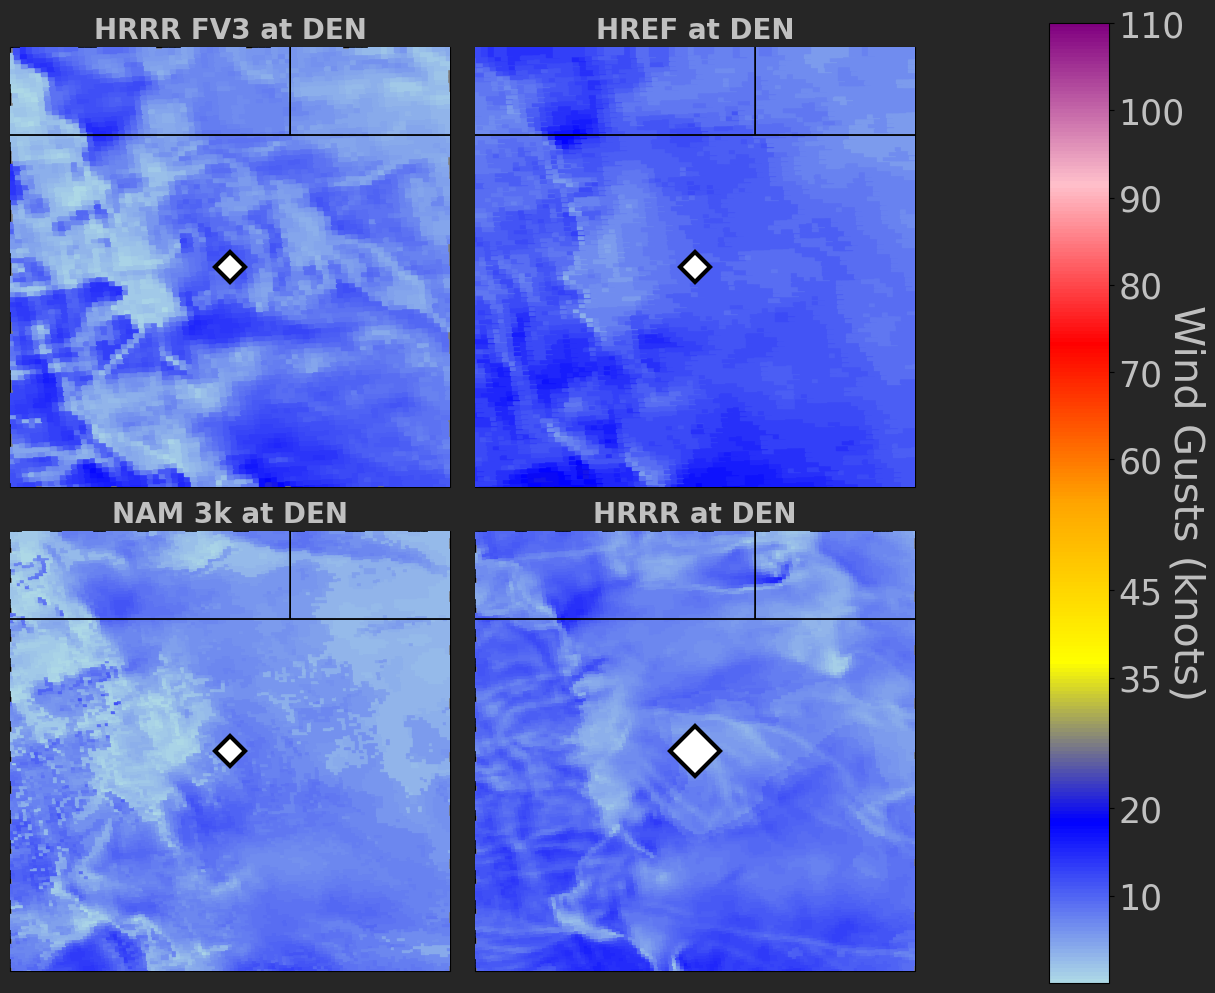 HRRR FV3 at DEN
HREF at DEN
NAM 3k at DEN
HRRR at DEN
110
100
90
80
70
60
45
35
20
10
Wind Gusts (knots)